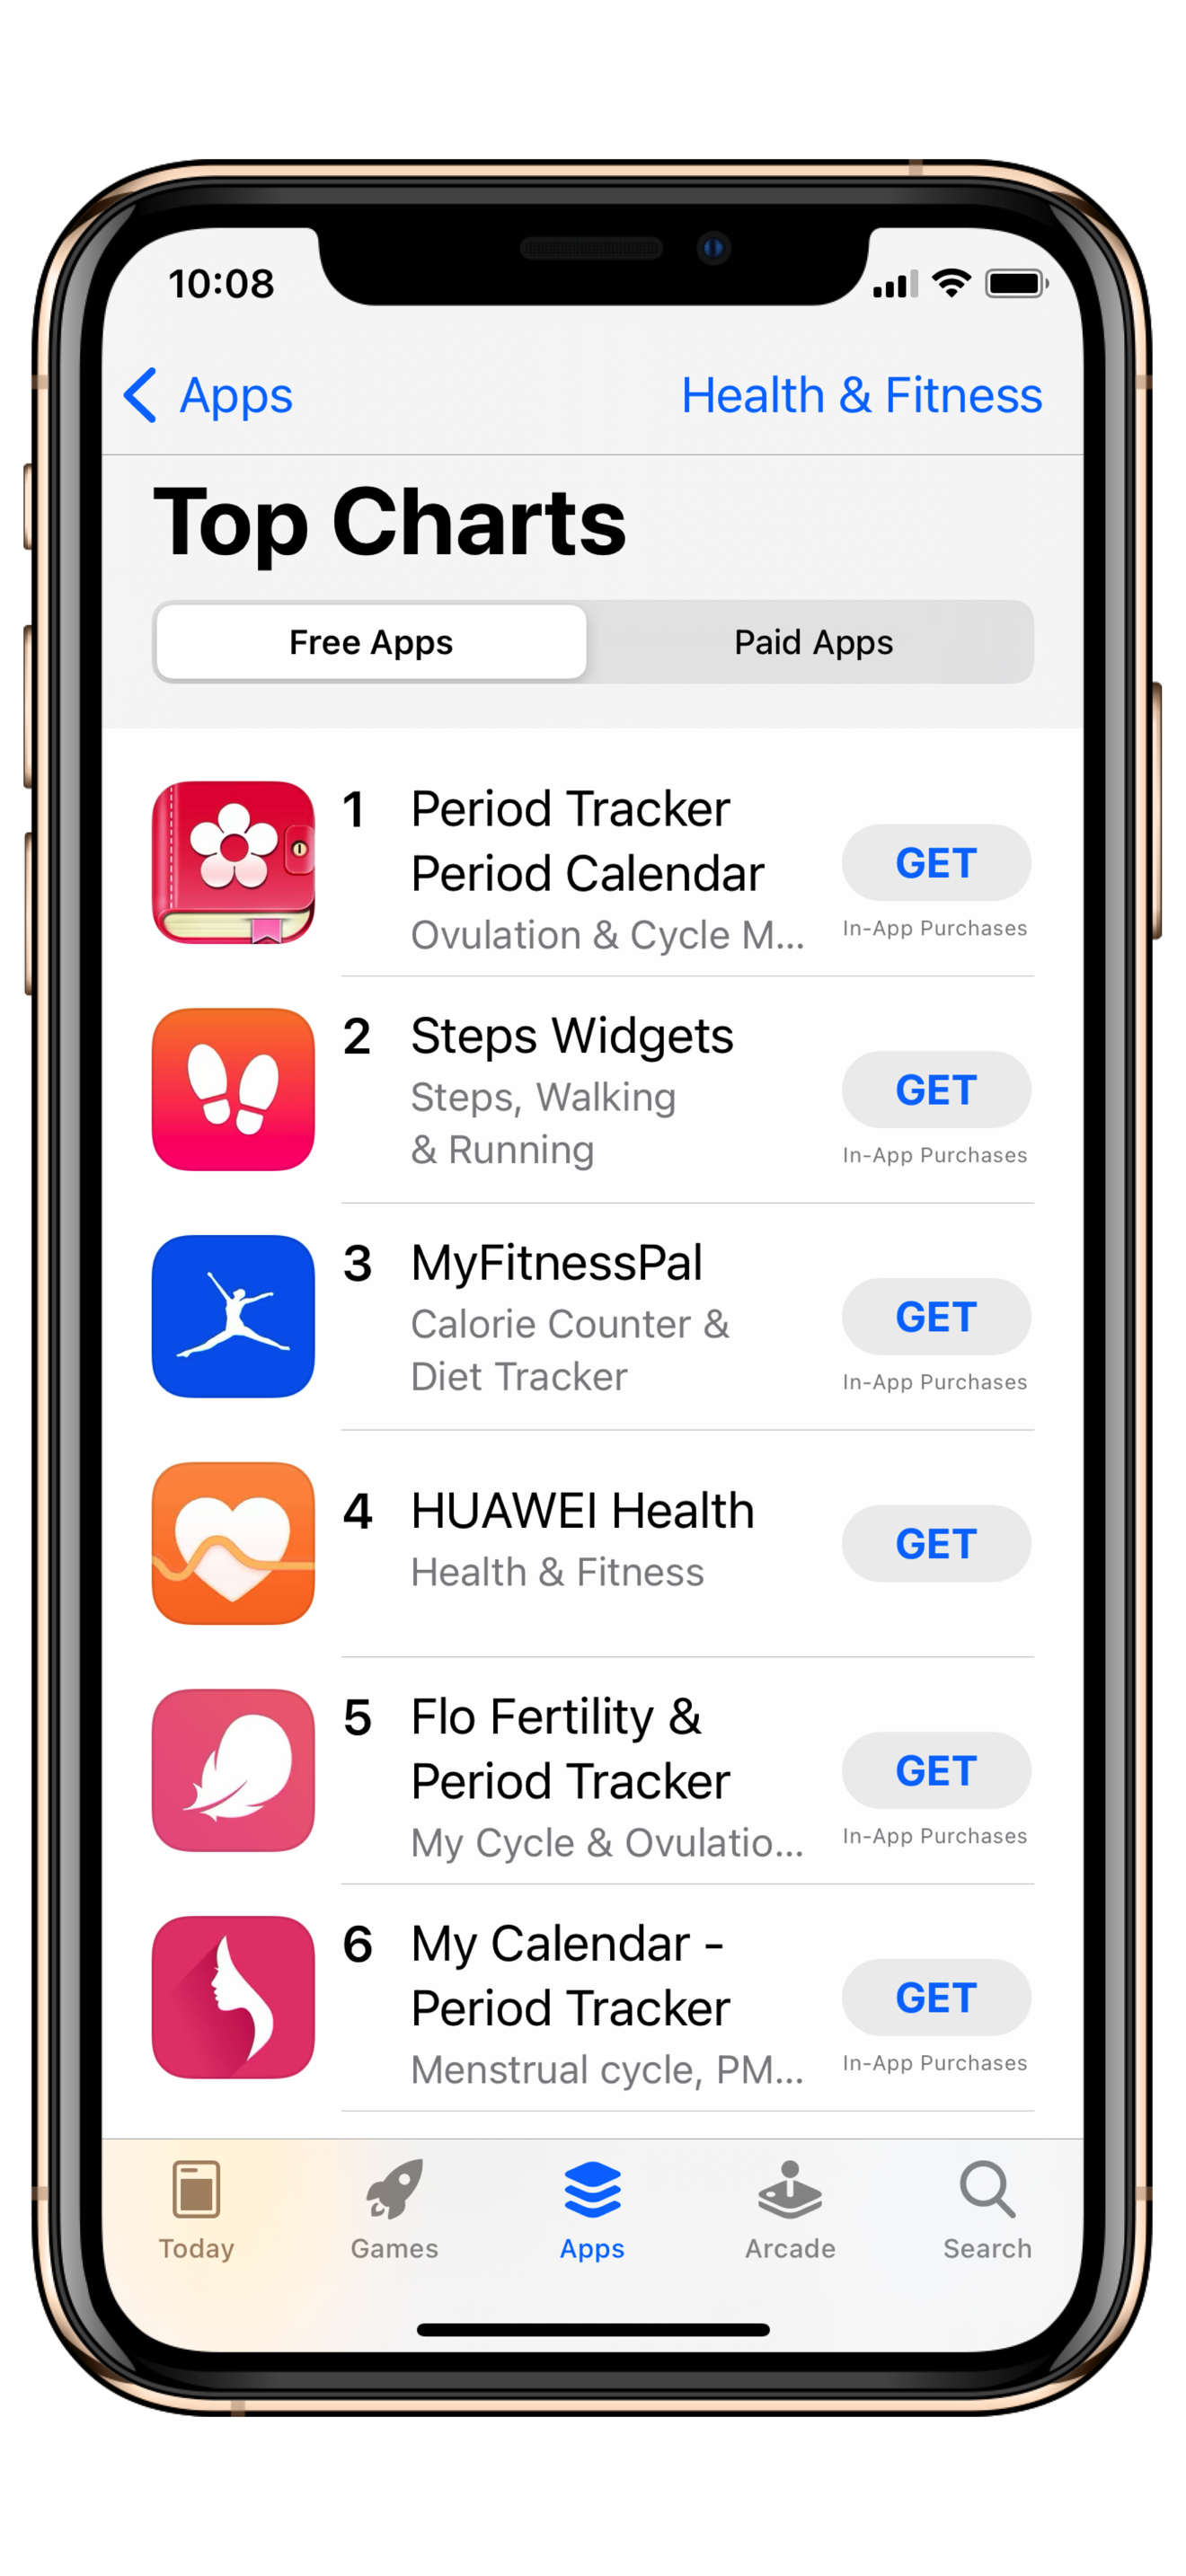 10:08
Apps
Health & Fitness
Top Charts
Free Apps
Paid Apps
1 Period Tracker
Period Calendar
Ovulation & Cycle M...
GET
In-App Purchases
2 Steps Widgets
Steps, Walking
& Running
GET
In-App Purchases
3 MyFitnessPal
Calorie Counter &
Diet Tracker
GET
In-App Purchases
4 HUAWEI Health
Health & Fitness
GET
5 Flo Fertility &
Period Tracker
My Cycle & Ovulatio...
GET
In-App Purchases
6 My Calendar -
Period Tracker
Menstrual cycle, PM...
GET
In-App Purchases
Today
Games
Apps
Arcade
Search